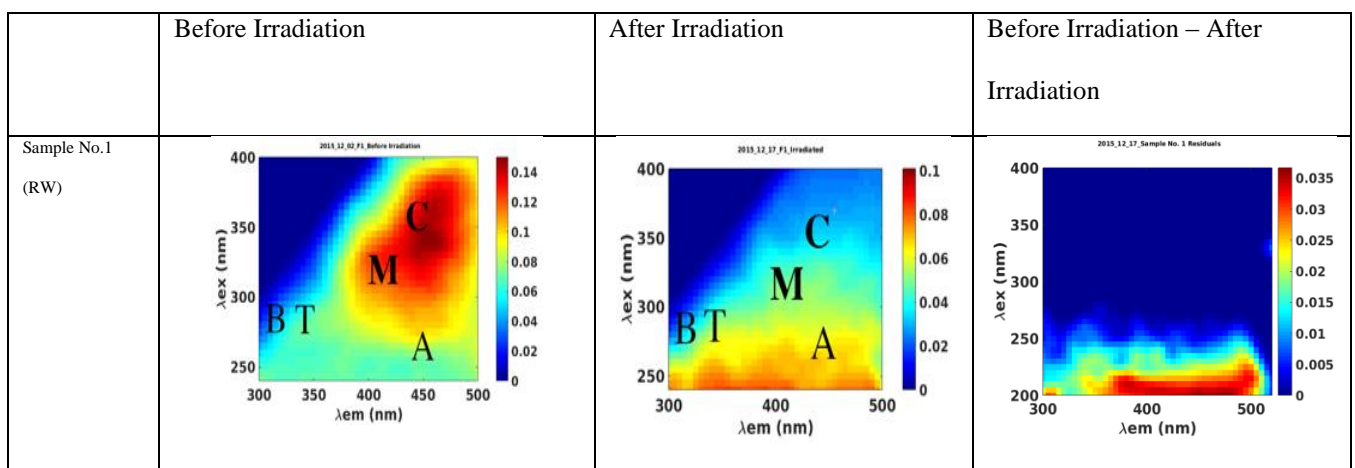 Before Irradiation
After Irradiation
Before Irradiation – After
Irradiation
Sample No.1
(RW)
2015_12_02_F1_Before Irradiation
400
350
300
250
λex (nm)
C
M
B T
A
300 350 400 450 500
λem (nm)
0.14
0.12
0.1
0.08
0.06
0.04
0.02
0
2015_12_17_F1_Irradiated
400
350
300
250
λex (nm)
C
M
B T
A
300 400 500
λem (nm)
0.1
0.08
0.06
0.04
0.02
0
2015_12_17_Sample No. 1 Residuals
400
350
300
250
200
λex (nm)
300 400 500
λem (nm)
0.035
0.03
0.025
0.02
0.015
0.01
0.005
0